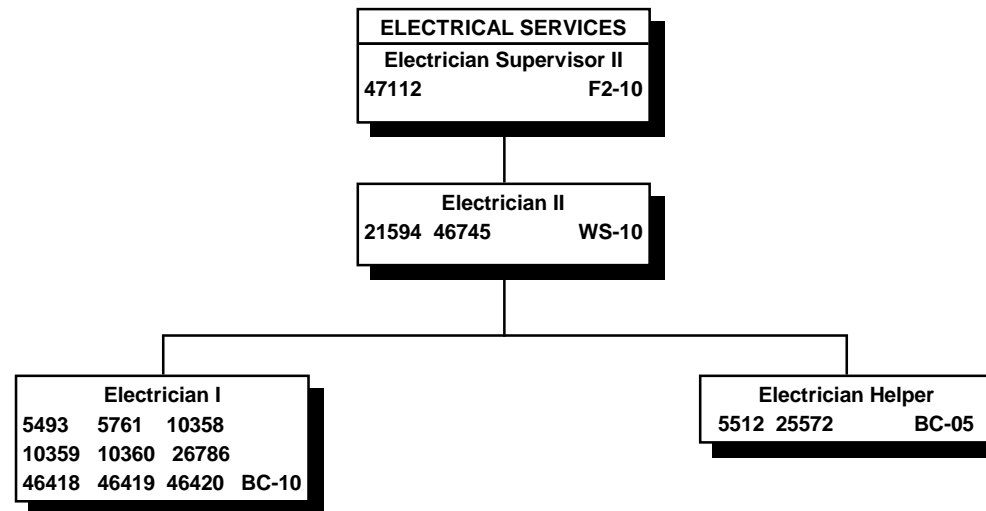 ELECTRICAL SERVICES
Electrician Supervisor II
47112 F2-10
Electrician II
21594 46745 WS-10
Electrician I
5493 5761 10358
10359 10360 26786
46418 46419 46420 BC-10
Electrician Helper
5512 25572 BC-05